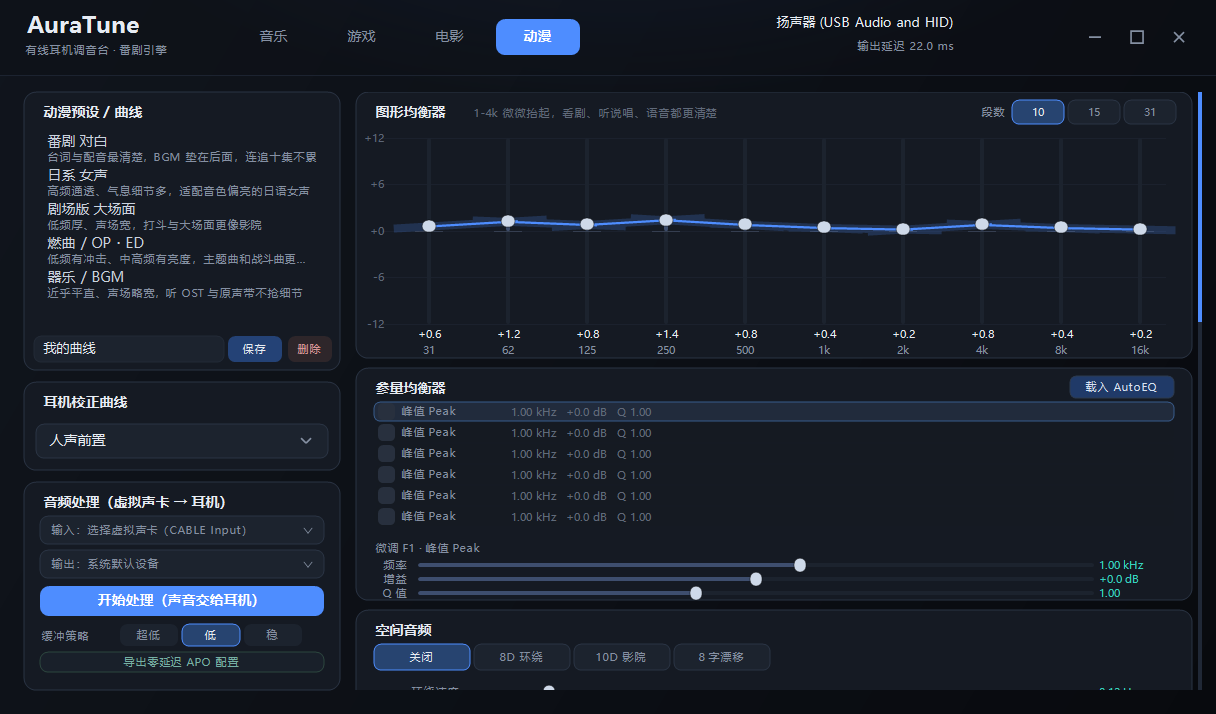 AuraTune
有线耳机调音台 · 番剧引擎
音乐
游戏
电影
动漫
扬声器 (USB Audio and HID)
输出延迟 22.0 ms
动漫预设 / 曲线
番剧 对白
台词与配音最清楚，BGM 垫在后面，连追十集不累
日系 女声
高频通透、气息细节多，适配音色偏亮的日语女声
剧场版 大场面
低频厚、声场宽，打斗与大场面更像影院
燃曲 / OP · ED
低频有冲击、中高频有亮度，主题曲和战斗曲更...
器乐 / BGM
近乎平直、声场略宽，听 OST 与原声带不抢细节
我的曲线
保存
删除
耳机校正曲线
人声前置
音频处理（虚拟声卡 → 耳机）
输入：选择虚拟声卡（CABLE Input）
输出：系统默认设备
开始处理（声音交给耳机）
缓冲策略
超低
低
稳
导出零延迟 APO 配置
图形均衡器
1-4k 微微抬起，看剧、听说唱、语音都更清楚
段数
10
15
31
+12
+6
+0
-6
-12
+0.6 +1.2 +0.8 +1.4 +0.8 +0.4 +0.2 +0.8 +0.4 +0.2
31 62 125 250 500 1k 2k 4k 8k 16k
参量均衡器
载入 AutoEQ
峰值 Peak 1.00 kHz +0.0 dB Q 1.00
峰值 Peak 1.00 kHz +0.0 dB Q 1.00
峰值 Peak 1.00 kHz +0.0 dB Q 1.00
峰值 Peak 1.00 kHz +0.0 dB Q 1.00
峰值 Peak 1.00 kHz +0.0 dB Q 1.00
峰值 Peak 1.00 kHz +0.0 dB Q 1.00
微调 F1 · 峰值 Peak
频率 1.00 kHz
增益 +0.0 dB
Q 值 1.00
空间音频
关闭
8D 环绕
10D 影院
8 字漂移